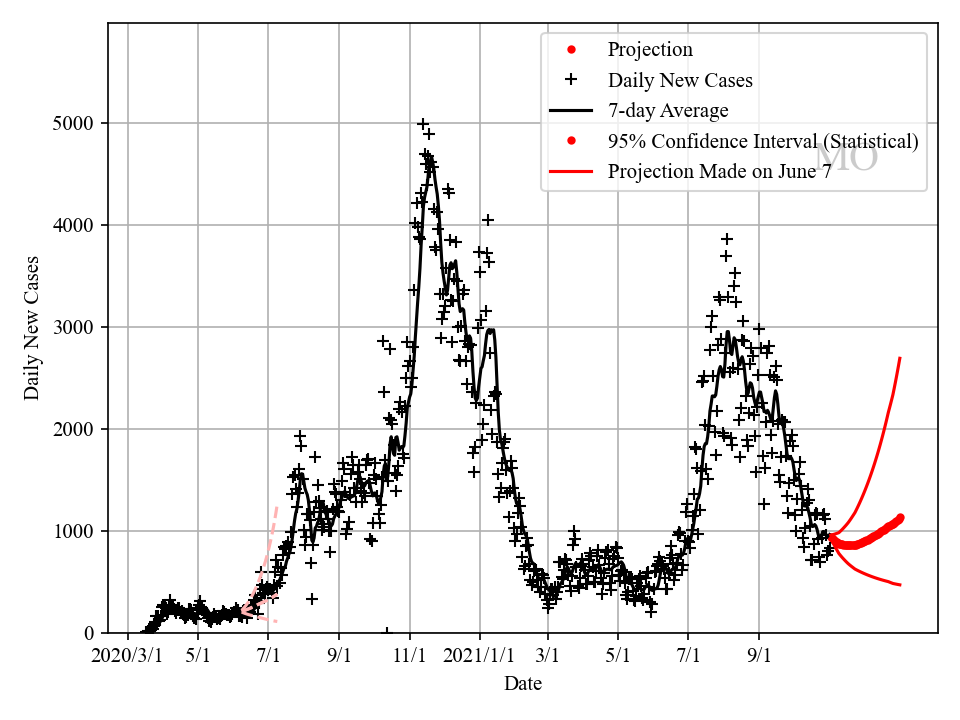 Projection
Daily New Cases
7-day Average
95% Confidence Interval (Statistical)
Projection Made on June 7
MO
Daily New Cases
5000
4000
3000
2000
1000
0
2020/3/1 5/1 7/1 9/1 11/1 2021/1/1 3/1 5/1 7/1 9/1
Date